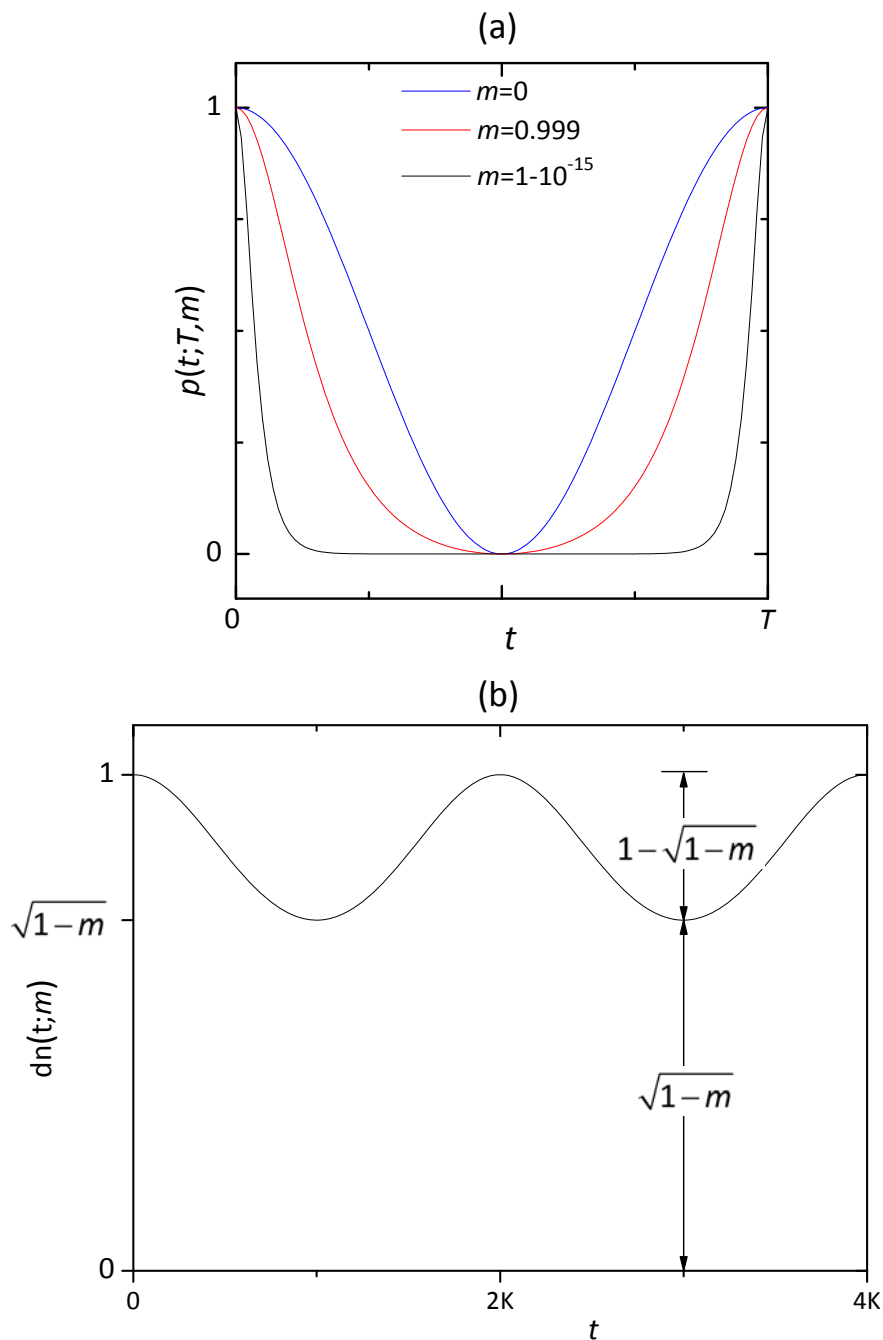 (a)
m=0
m=0.999
m=1-10^-15
1
0
p(t;T,m)
0 T
t
(b)
1
√1-m
0
dn(t;m)
1-√1-m
√1-m
0 2K 4K
t